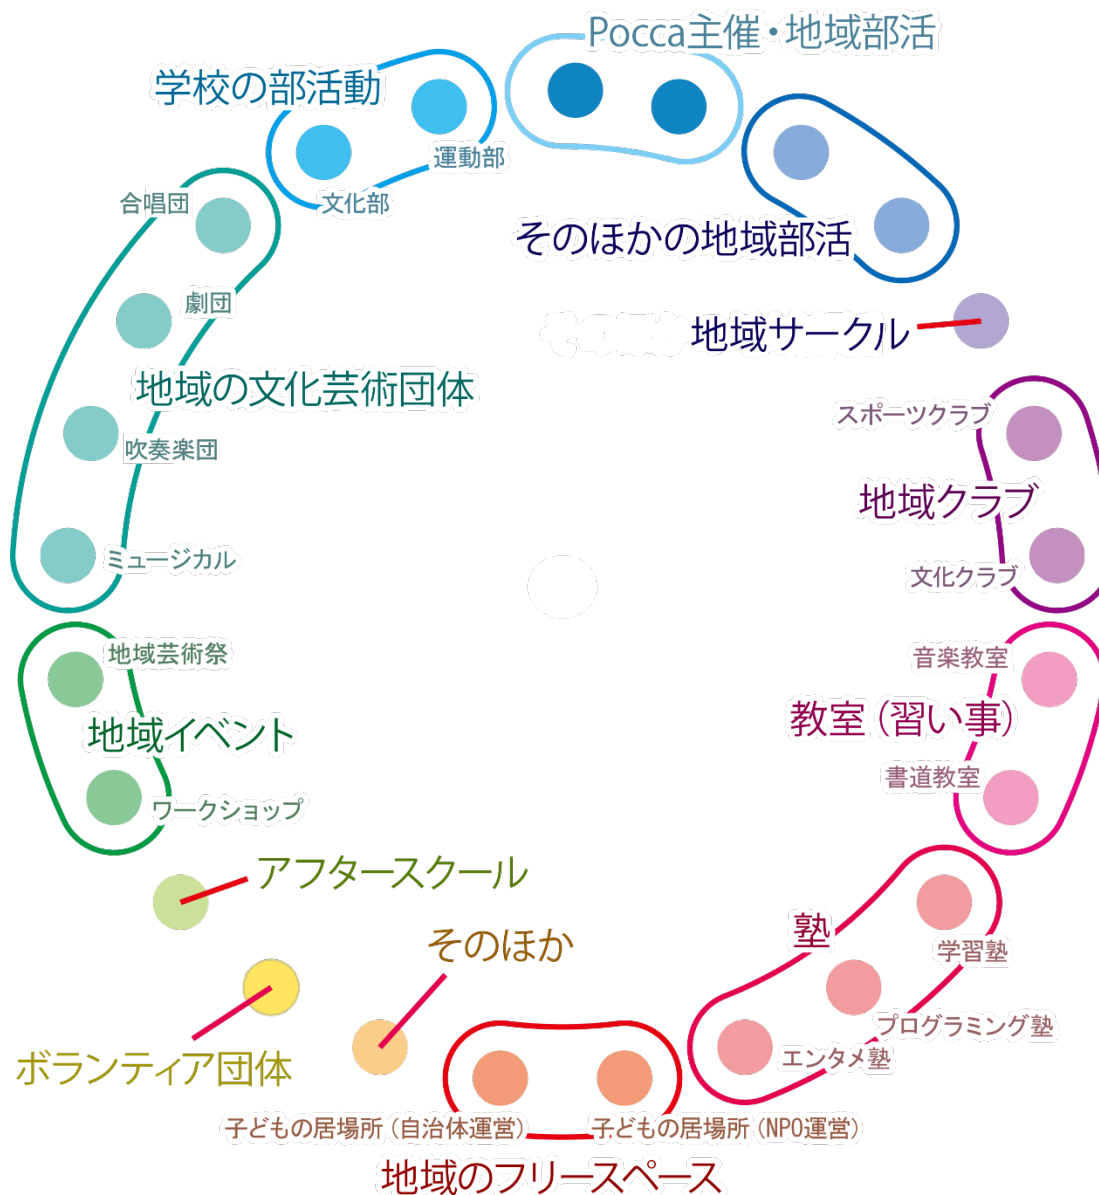 Pocca主催・地域部活
学校の部活動
運動部
文化部
合唱団
そのほかの地域部活
劇団
地域サークル
地域の文化芸術団体
スポーツクラブ
吹奏楽団
地域クラブ
ミュージカル
文化クラブ
地域芸術祭
音楽教室
地域イベント
教室（習い事）
書道教室
ワークショップ
アフタースクール
塾
そのほか
学習塾
プログラミング塾
エンタメ塾
ボランティア団体
子どもの居場所（自治体運営）
子どもの居場所（NPO運営）
地域のフリースペース